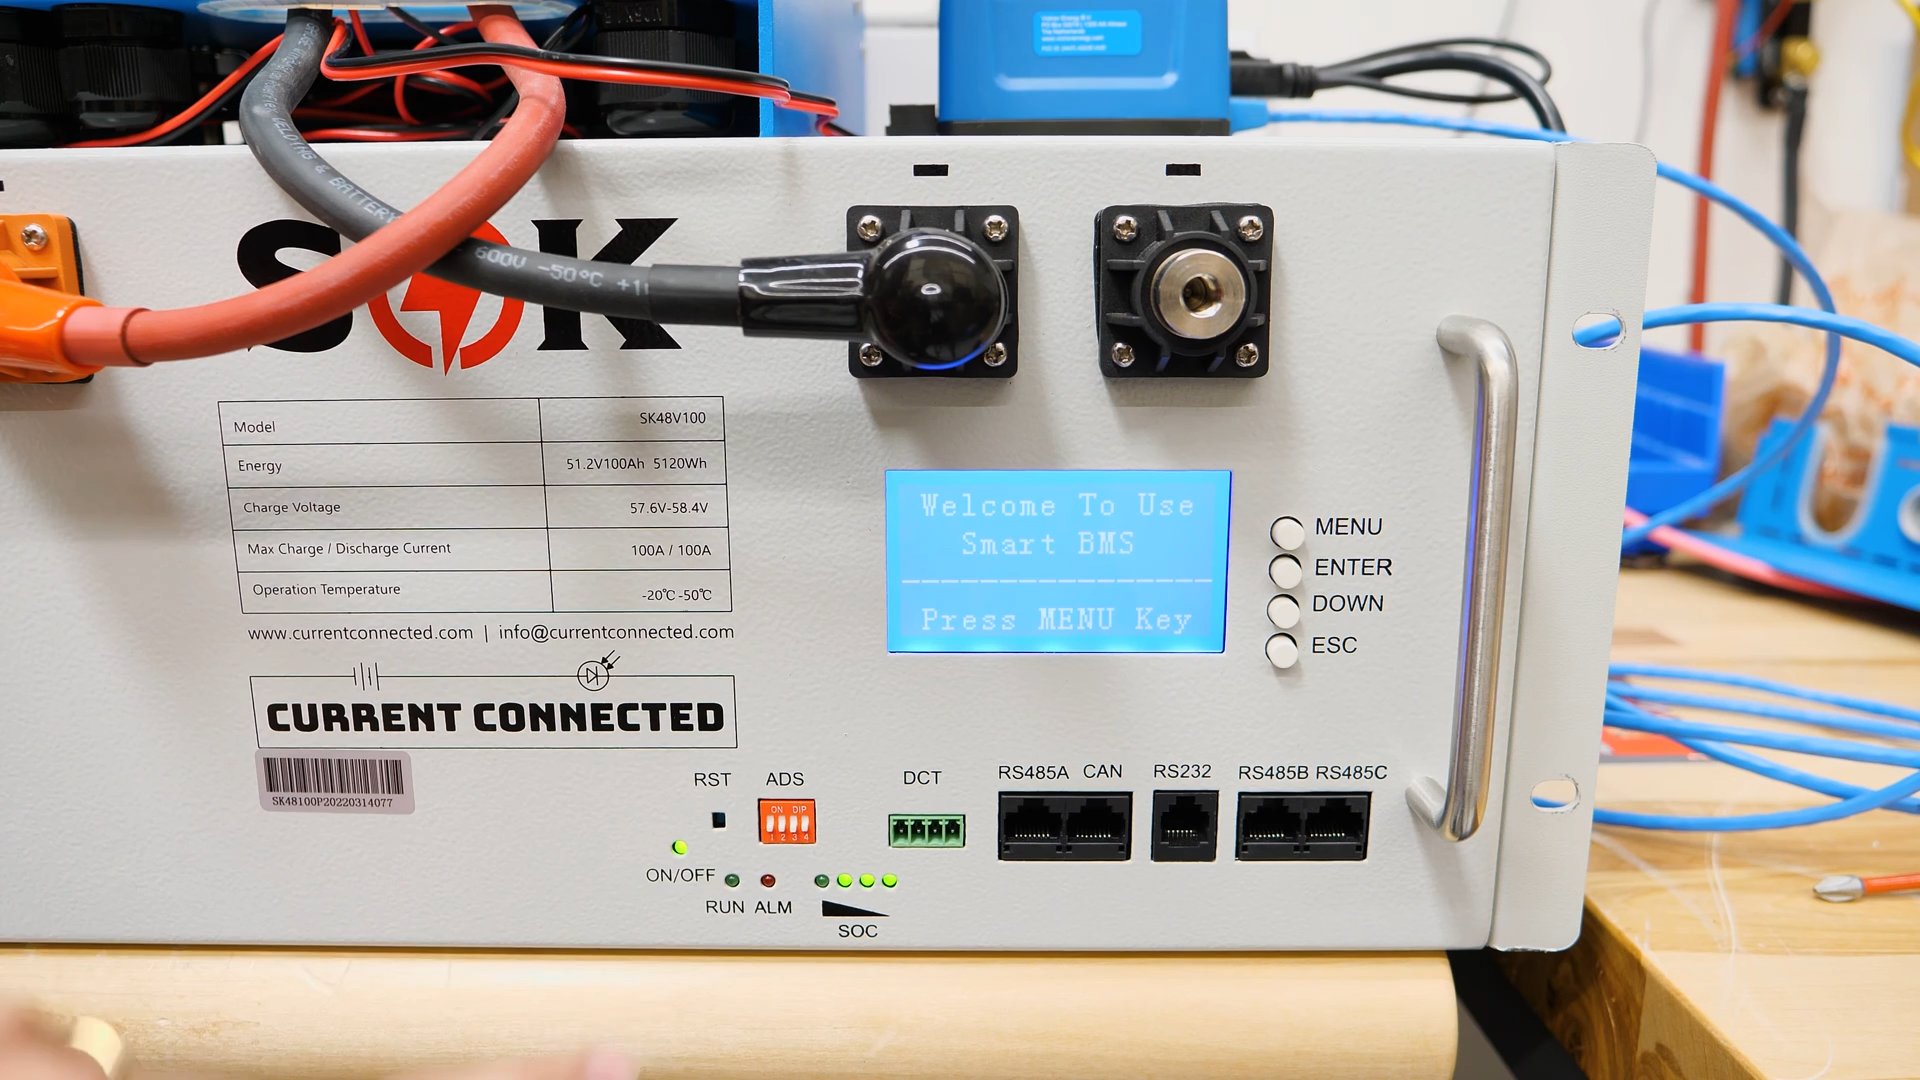 WELDING & BATTERY
600V -50°C
SOK
Model SK48V100
Energy 51.2V100Ah 5120Wh
Charge Voltage 57.6V-58.4V
Max Charge / Discharge Current 100A / 100A
Operation Temperature -20℃-50℃
www.currentconnected.com | info@currentconnected.com
CURRENT CONNECTED
SK48100P20220314077
Welcome To Use
Smart BMS
Press MENU Key
MENU
ENTER
DOWN
ESC
RST ADS DCT RS485A CAN RS232 RS485B RS485C
ON DIP
1 2 3 4
ON/OFF
RUN ALM
SOC